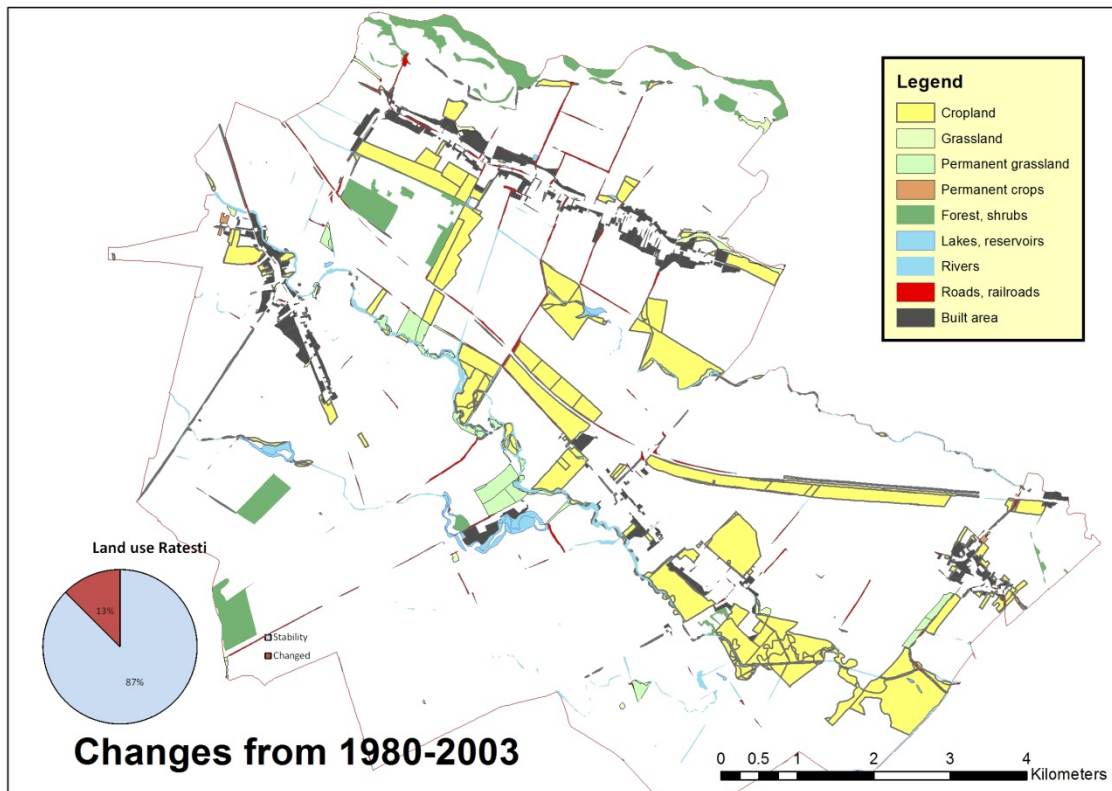 Legend
Cropland
Grassland
Permanent grassland
Permanent crops
Forest, shrubs
Lakes, reservoirs
Rivers
Roads, railroads
Built area
Land use Ratesti
13%
87%
Stability
Changed
Changes from 1980-2003
0 0.5 1 2 3 4
Kilometers